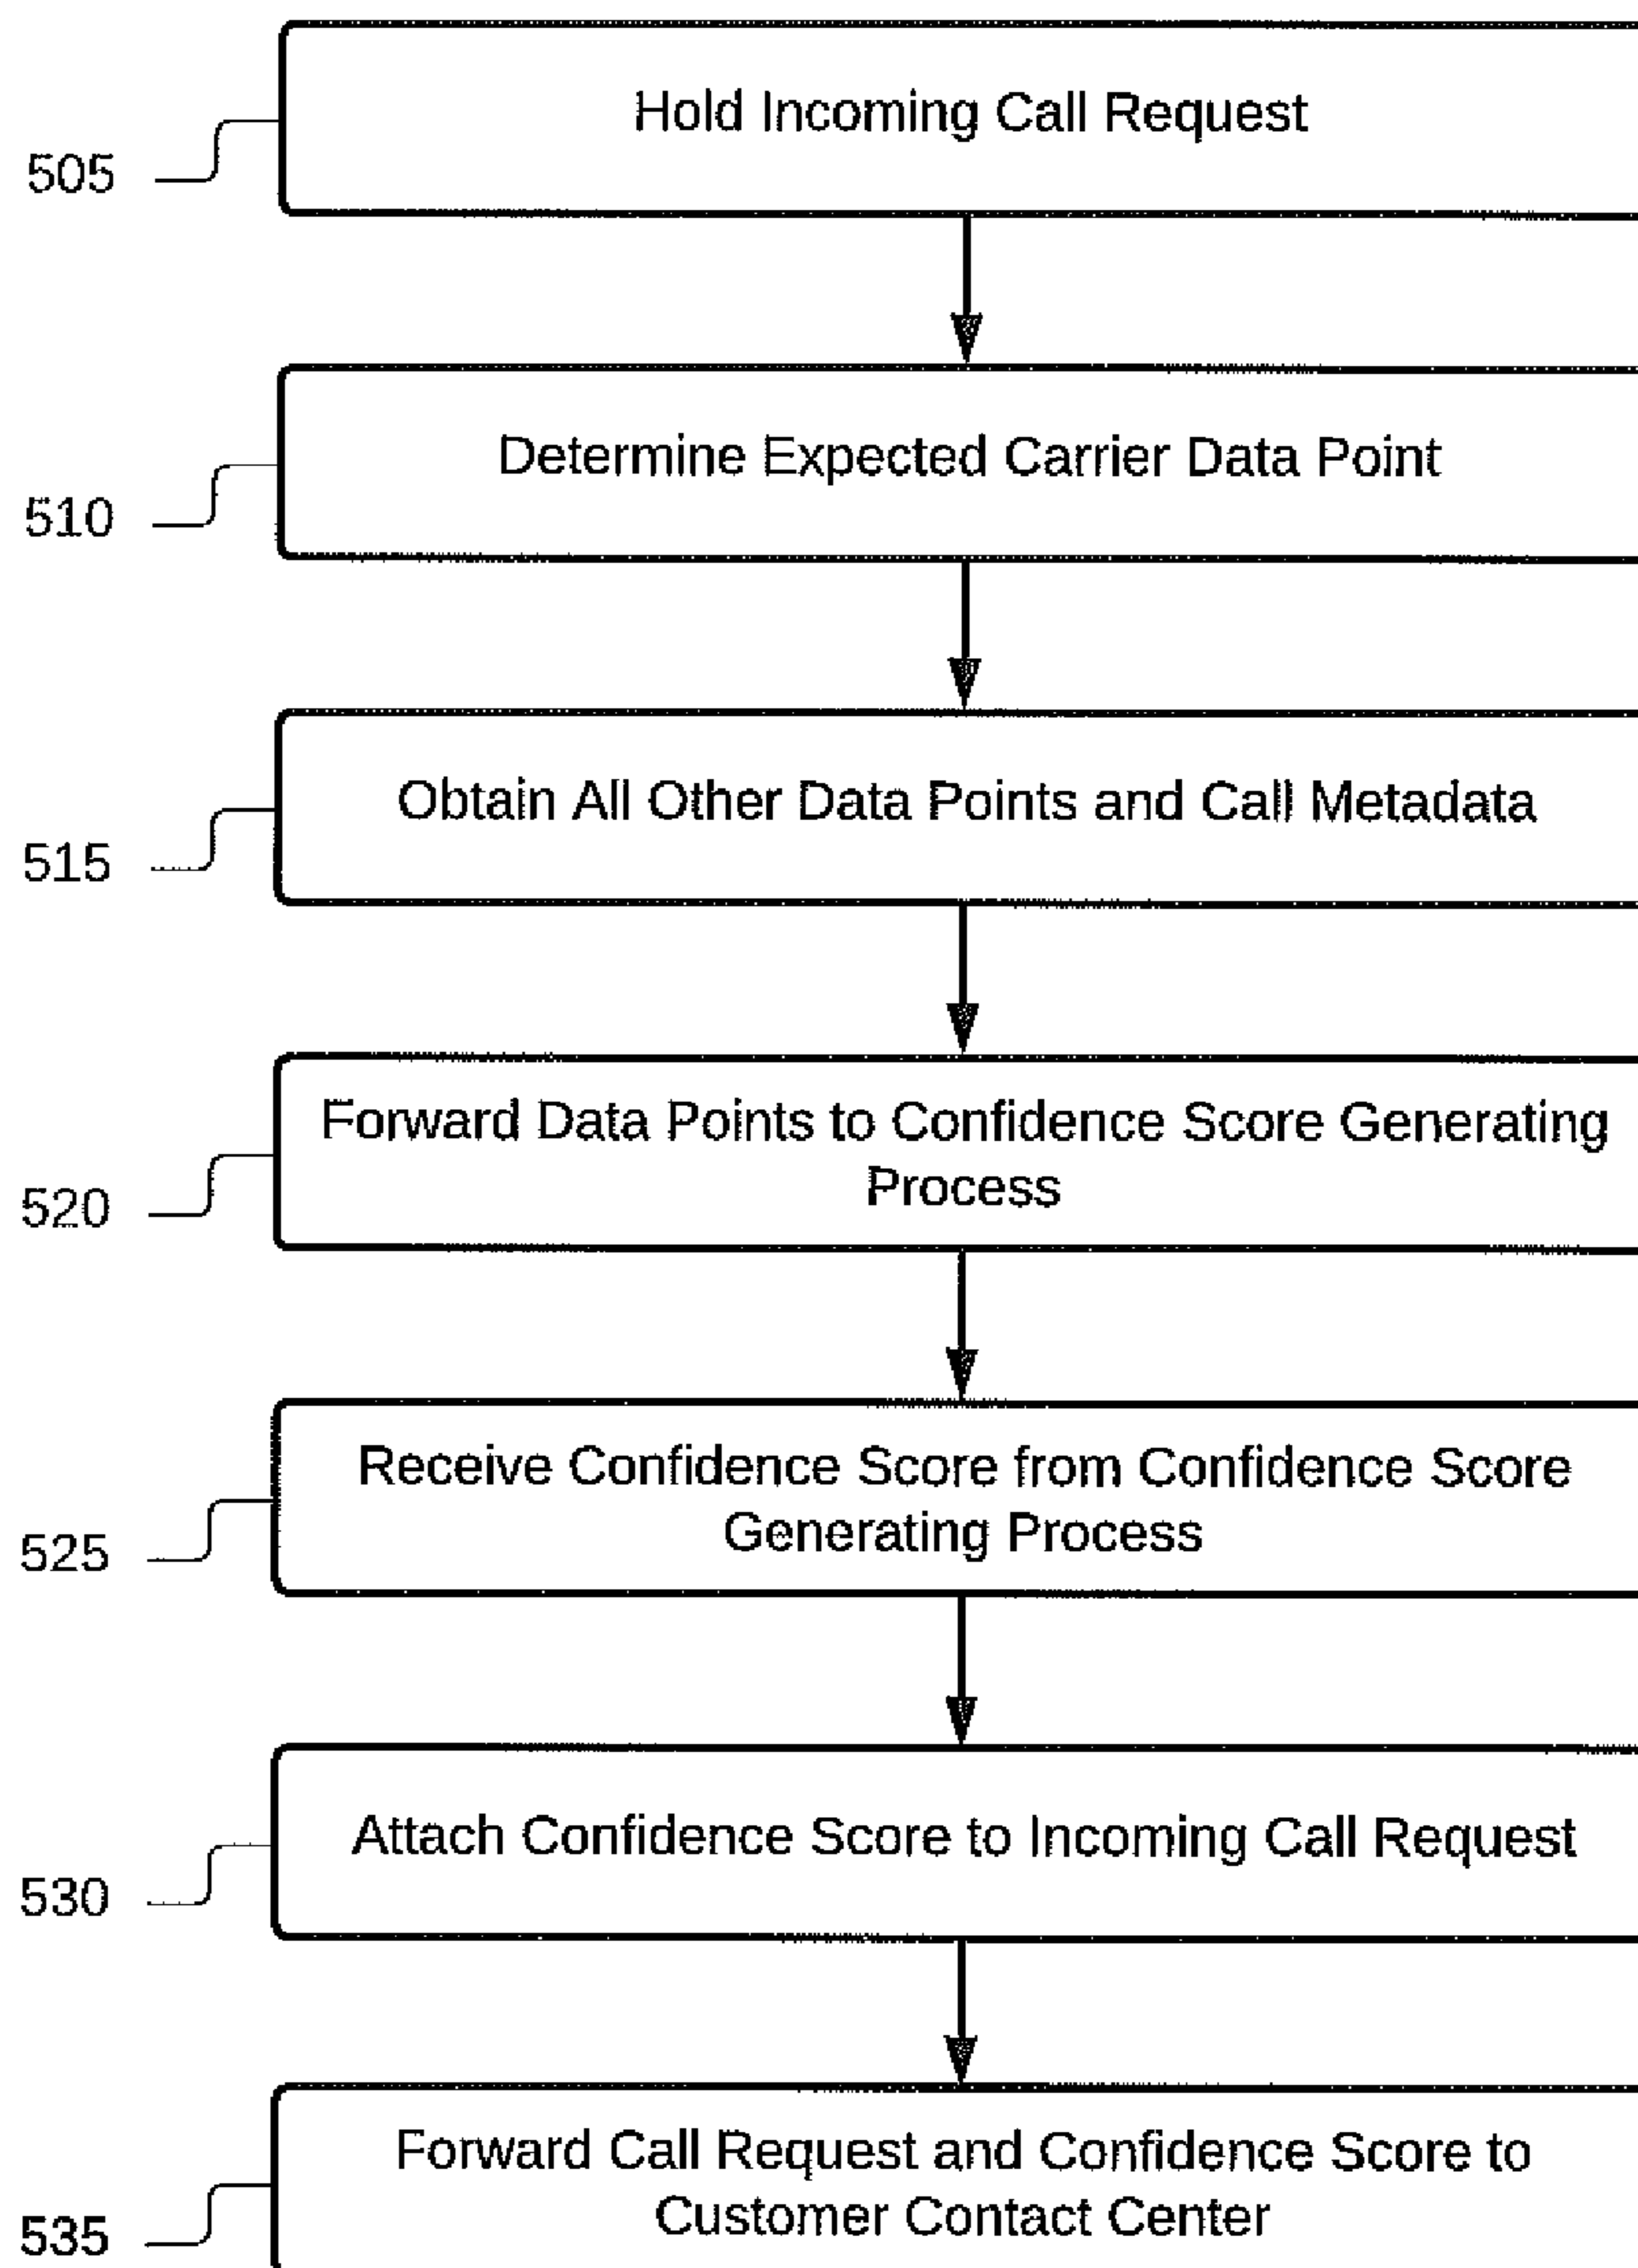 Hold Incoming Call Request
505
Determine Expected Carrier Data Point
510
Obtain All Other Data Points and Call Metadata
515
Forward Data Points to Confidence Score Generating
Process
520
Receive Confidence Score from Confidence Score
Generating Process
525
Attach Confidence Score to Incoming Call Request
530
Forward Call Request and Confidence Score to
Customer Contact Center
535